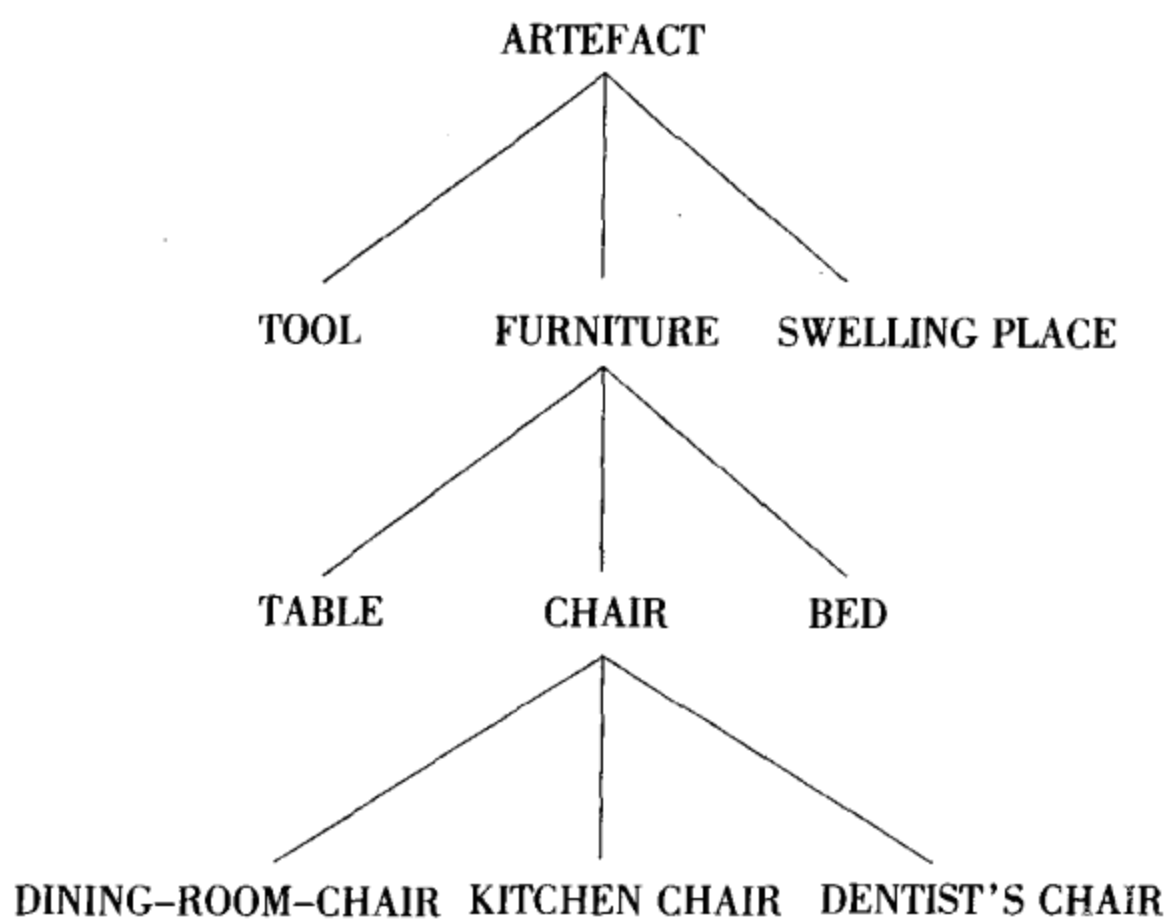 ARTEFACT
TOOL FURNITURE SWELLING PLACE
TABLE CHAIR BED
DINING–ROOM–CHAIR KITCHEN CHAIR DENTIST'S CHAIR